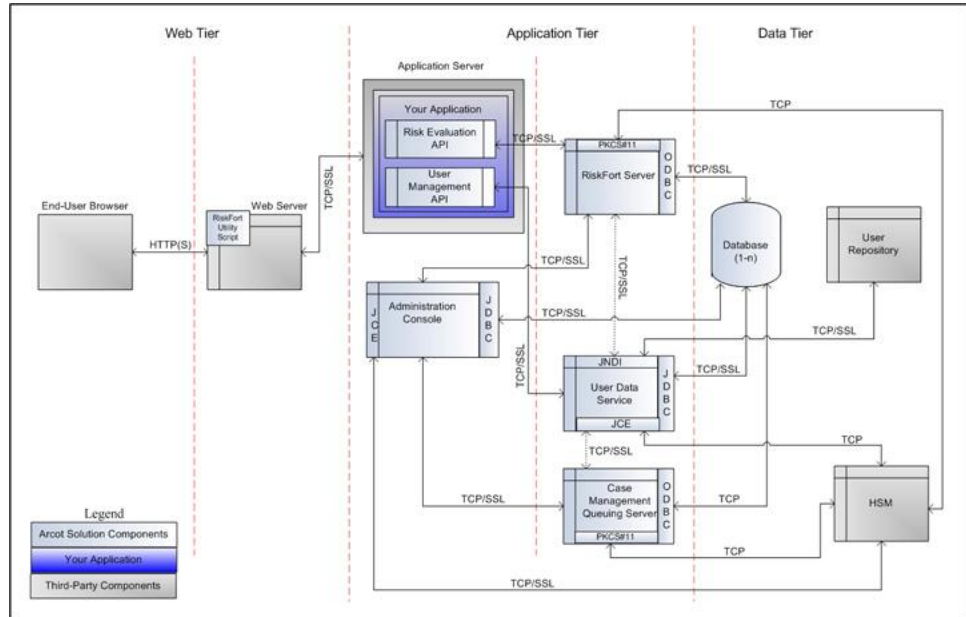 Web Tier
Application Tier
Data Tier
Application Server
Your Application
Risk Evaluation
API
User
Management
API
TCP/SSL
TCP/SSL
PKCS#11
RiskFort Server
O
D
B
C
TCP
TCP/SSL
End-User Browser
HTTP(S)
RiskFort
Utility
Script
Web Server
Database
(1-n)
User
Repository
TCP/SSL
TCP/SSL
J
C
E
Administration
Console
J
D
B
C
TCP/SSL
TCP/SSL
TCP/SSL
JNDI
User Data
Service
JCE
J
D
B
C
TCP/SSL
TCP/SSL
TCP
TCP/SSL
Case
Management
Queuing Server
PKCS#11
O
D
B
C
TCP
HSM
TCP
TCP/SSL
Legend
Arcot Solution Components
Your Application
Third-Party Components